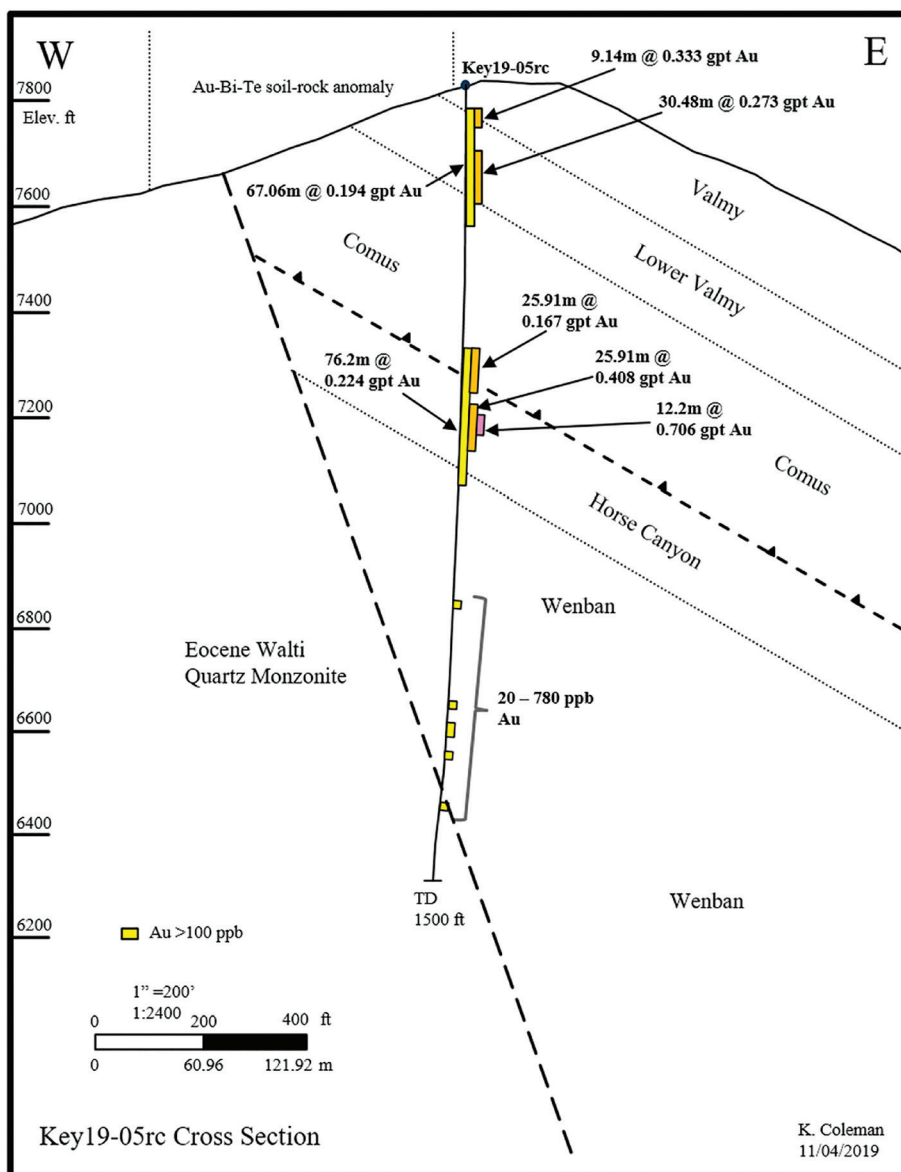 W
E
Key19-05rc
9.14m @ 0.333 gpt Au
Au-Bi-Te soil-rock anomaly
7800
Elev. ft
30.48m @ 0.273 gpt Au
67.06m @ 0.194 gpt Au
7600
Valmy
Comus
Lower Valmy
7400
25.91m @
0.167 gpt Au
76.2m @
0.224 gpt Au
25.91m @
0.408 gpt Au
7200
12.2m @
0.706 gpt Au
Comus
7000
Horse Canyon
6800
Wenban
Eocene Walti
Quartz Monzonite
20 – 780 ppb
Au
6600
6400
TD
1500 ft
Wenban
6200
Au >100 ppb
1” =200’
1:2400
0 200 400 ft
0 60.96 121.92 m
Key19-05rc Cross Section
K. Coleman
11/04/2019